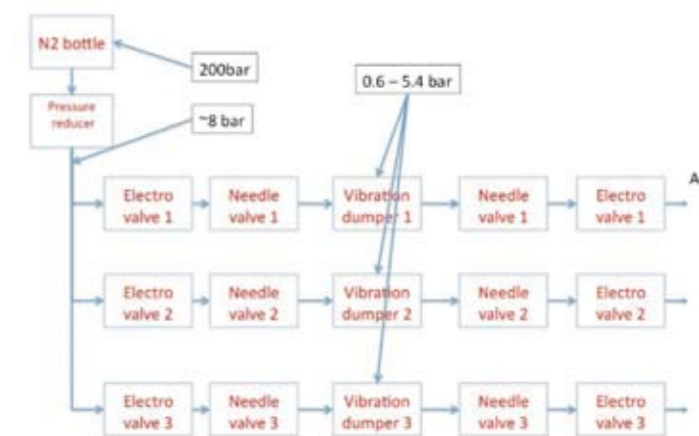 N2 bottle
200bar
0.6 – 5.4 bar
Pressure
reducer
~8 bar
A
Electro
valve 1
Needle
valve 1
Vibration
dumper 1
Needle
valve 1
Electro
valve 1
Electro
valve 2
Needle
valve 2
Vibration
dumper 2
Needle
valve 2
Electro
valve 2
Electro
valve 3
Needle
valve 3
Vibration
dumper 3
Needle
valve 3
Electro
valve 3